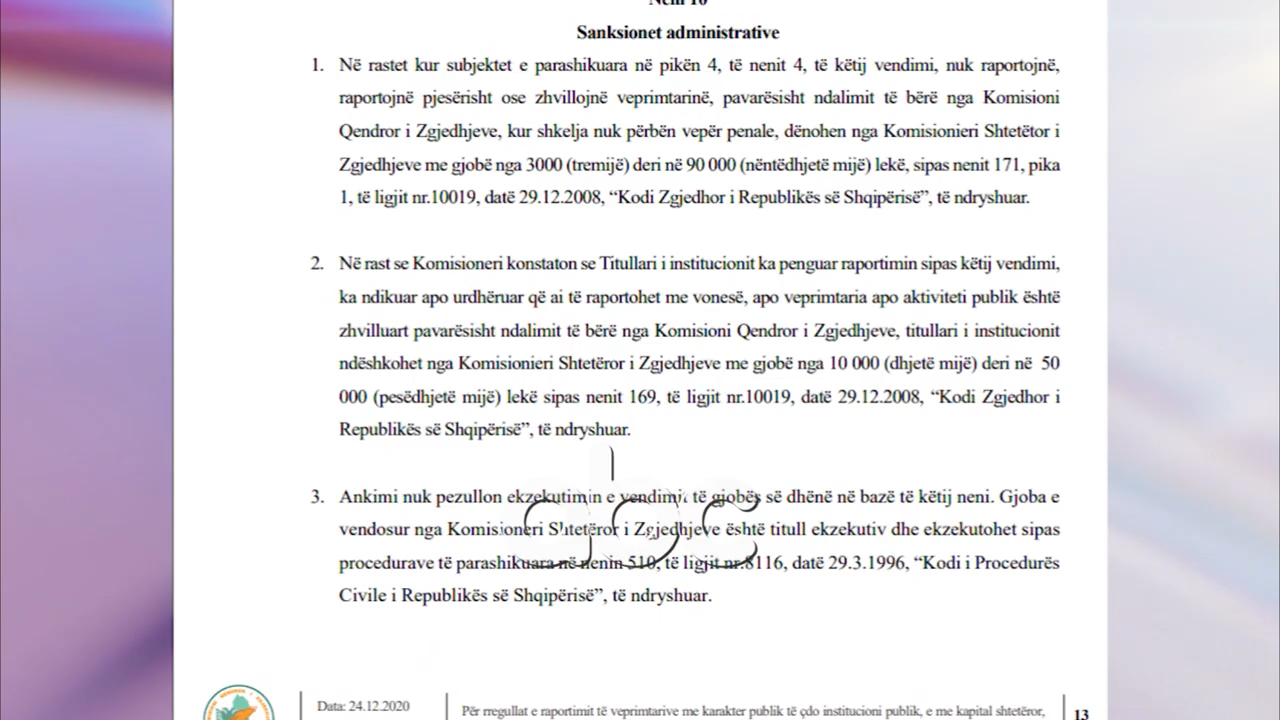 Neni 16
Sanksionet administrative
1. Në rastet kur subjektet e parashikuara në pikën 4, të nenit 4, të këtij vendimi, nuk raportojnë,
raportojnë pjesërisht ose zhvillojnë veprimtarinë, pavarësisht ndalimit të bërë nga Komisioni
Qendror i Zgjedhjeve, kur shkelja nuk përbën vepër penale, dënohen nga Komisionieri Shtetëtor i
Zgjedhjeve me gjobë nga 3000 (tremijë) deri në 90 000 (nëntëdhjetë mijë) lekë, sipas nenit 171, pika
1, të ligjit nr.10019, datë 29.12.2008, “Kodi Zgjedhor i Republikës së Shqipërisë”, të ndryshuar.
2. Në rast se Komisioneri konstaton se Titullari i institucionit ka penguar raportimin sipas këtij vendimi,
ka ndikuar apo urdhëruar që ai të raportohet me vonesë, apo veprimtaria apo aktiviteti publik është
zhvilluart pavarësisht ndalimit të bërë nga Komisioni Qendror i Zgjedhjeve, titullari i institucionit
ndëshkohet nga Komisionieri Shtetëror i Zgjedhjeve me gjobë nga 10 000 (dhjetë mijë) deri në 50
000 (pesëdhjetë mijë) lekë sipas nenit 169, të ligjit nr.10019, datë 29.12.2008, “Kodi Zgjedhor i
Republikës së Shqipërisë”, të ndryshuar.
3. Ankimi nuk pezullon ekzekutimin e vendimit të gjobës së dhënë në bazë të këtij neni. Gjoba e
vendosur nga Komisioneri Shtetëror i Zgjedhjeve është titull ekzekutiv dhe ekzekutohet sipas
procedurave të parashikuara në nenin 510, të ligjit nr.8116, datë 29.3.1996, “Kodi i Procedurës
Civile i Republikës së Shqipërisë”, të ndryshuar.
abc
Data: 24.12.2020
Për rregullat e raportimit të veprimtarive me karakter publik të çdo institucioni publik, e me kapital shtetëror,
13